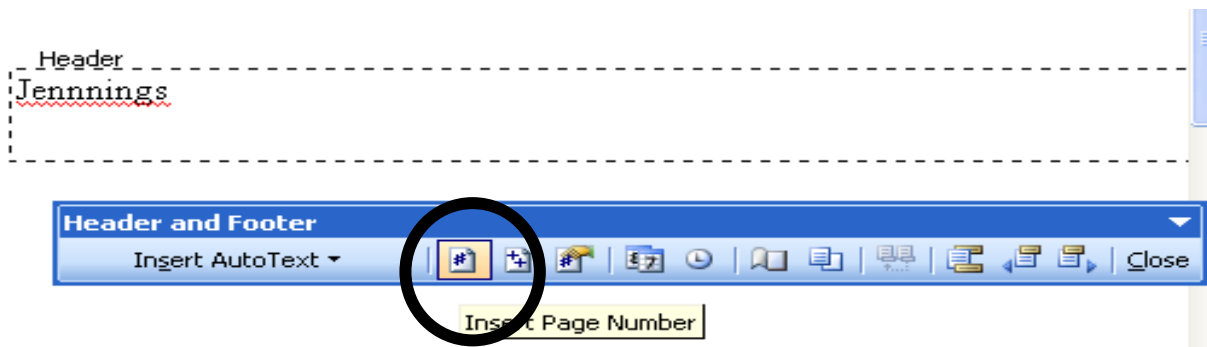 Header
Jennnings
Header and Footer
Insert AutoText
Close
Insert Page Number